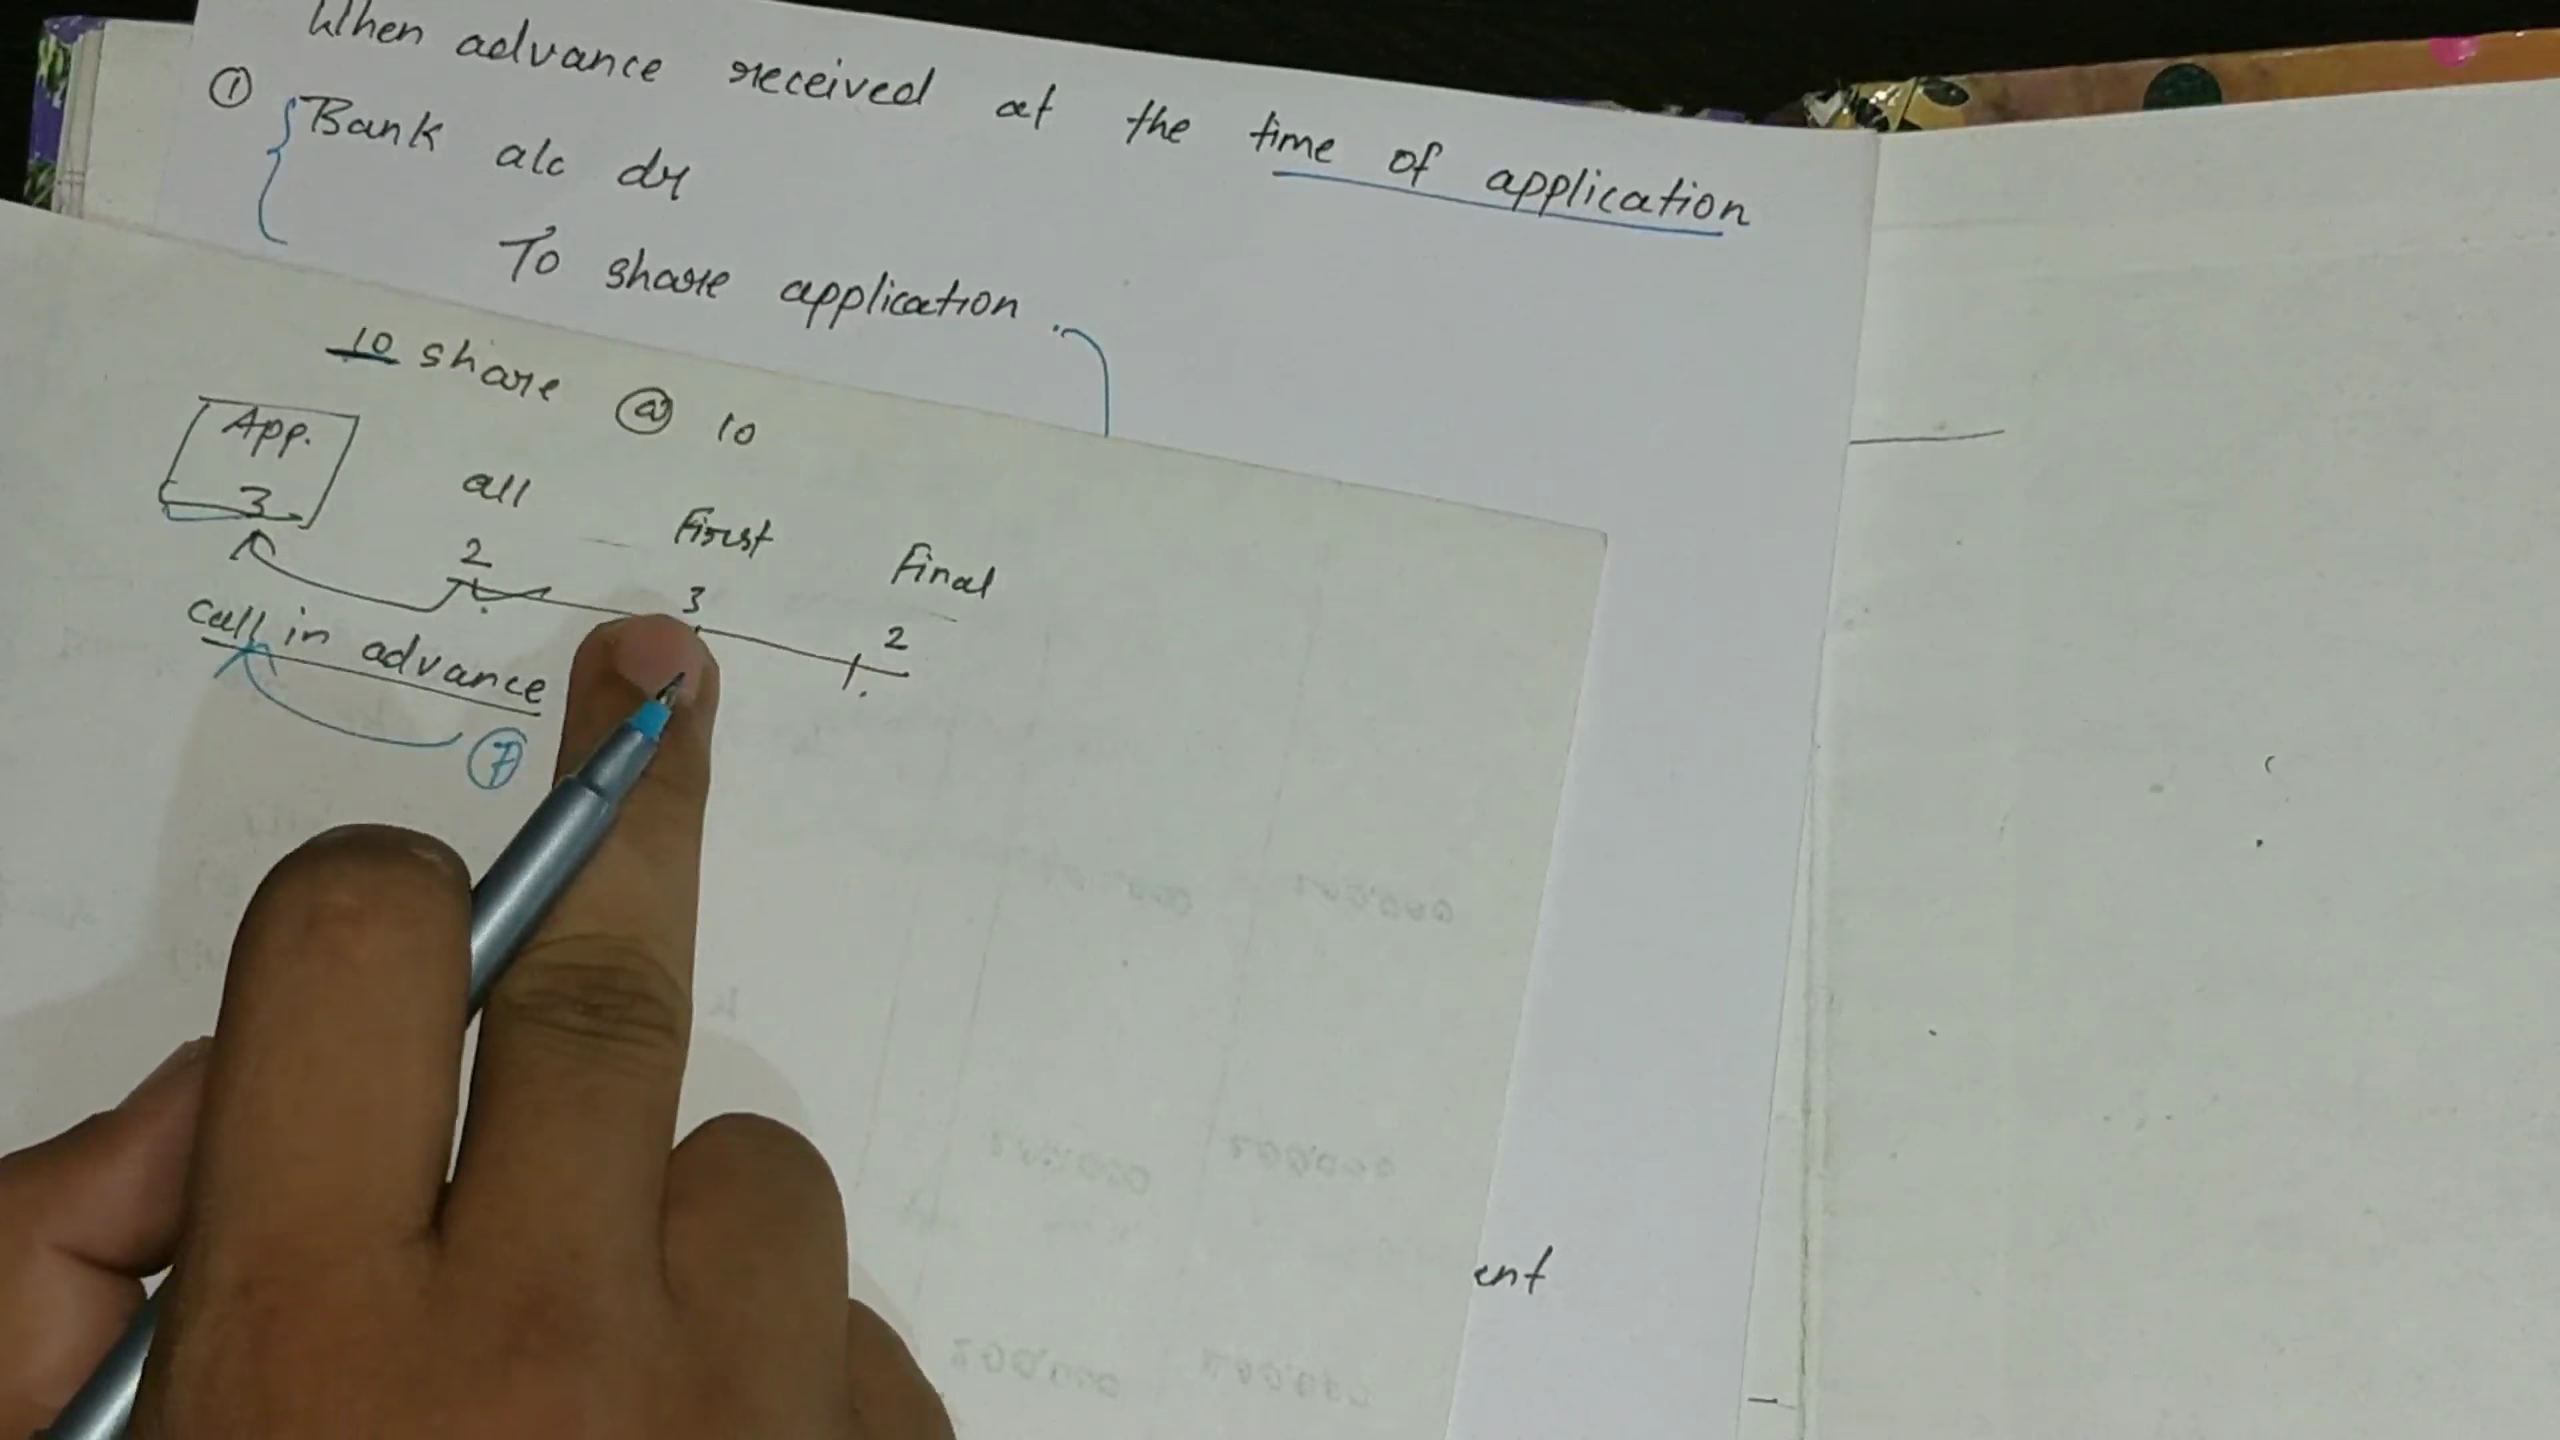 When advance received at the time of application
① Bank a/c dr
To share application
10 share @ 10
App. all First Final
3 2 3 2
call in advance
7
ent